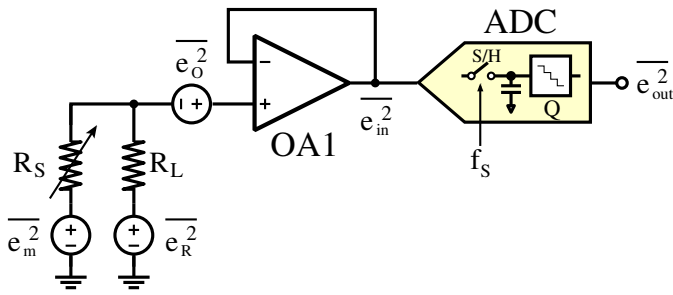 ADC
e_O^2
S/H
Q
e_in^2
e_out^2
OA1
f_S
R_S
R_L
e_m^2
e_R^2